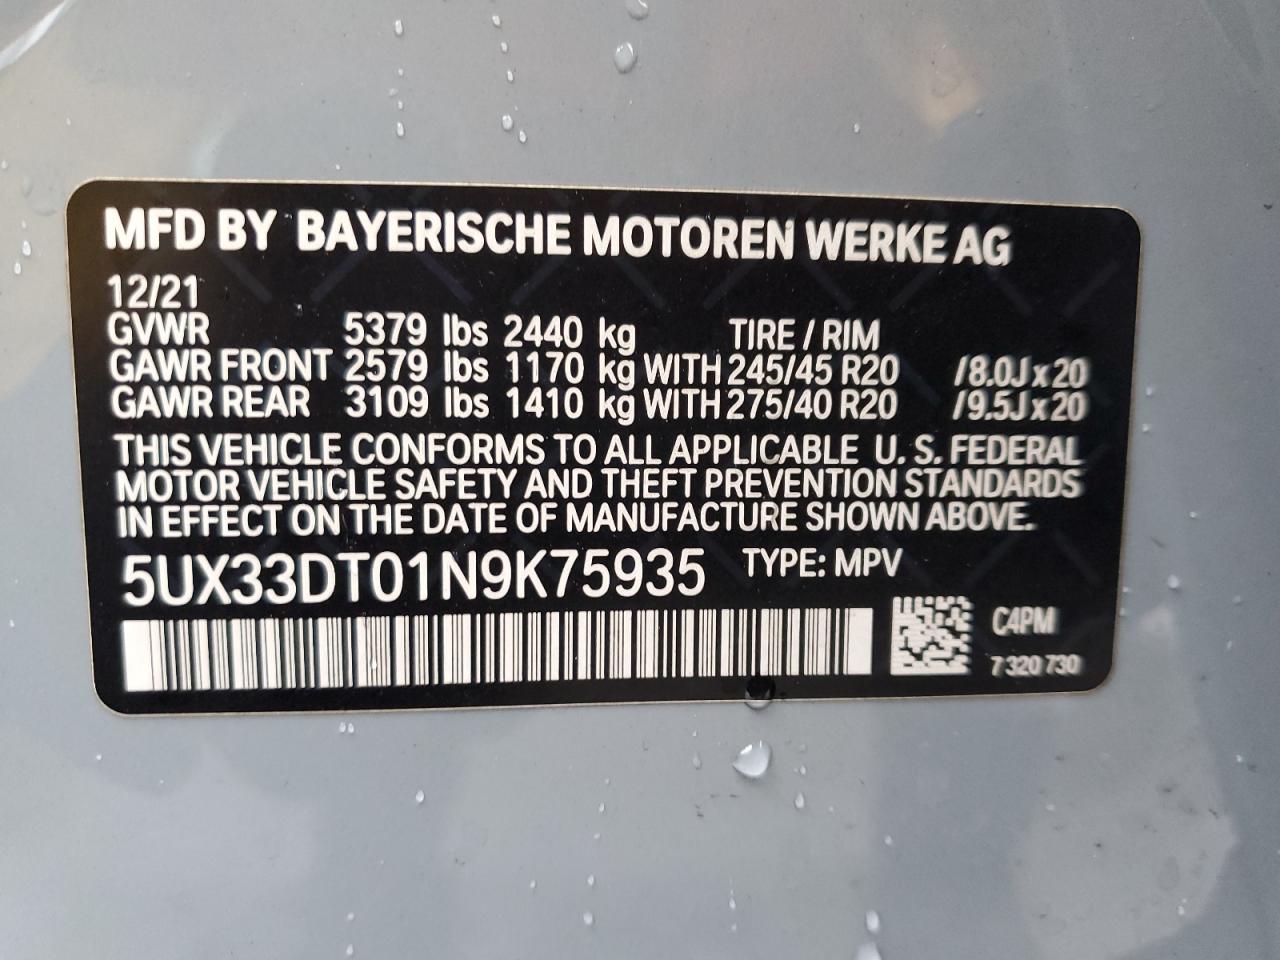 MFD BY BAYERISCHE MOTOREN WERKE AG
12/21
GVWR 5379 lbs 2440 kg TIRE / RIM
GAWR FRONT 2579 lbs 1170 kg WITH 245/45 R20 /8.0J x 20
GAWR REAR 3109 lbs 1410 kg WITH 275/40 R20 /9.5J x 20
THIS VEHICLE CONFORMS TO ALL APPLICABLE U. S. FEDERAL
MOTOR VEHICLE SAFETY AND THEFT PREVENTION STANDARDS
IN EFFECT ON THE DATE OF MANUFACTURE SHOWN ABOVE.
5UX33DT01N9K75935 TYPE: MPV
C4PM
7 320 730